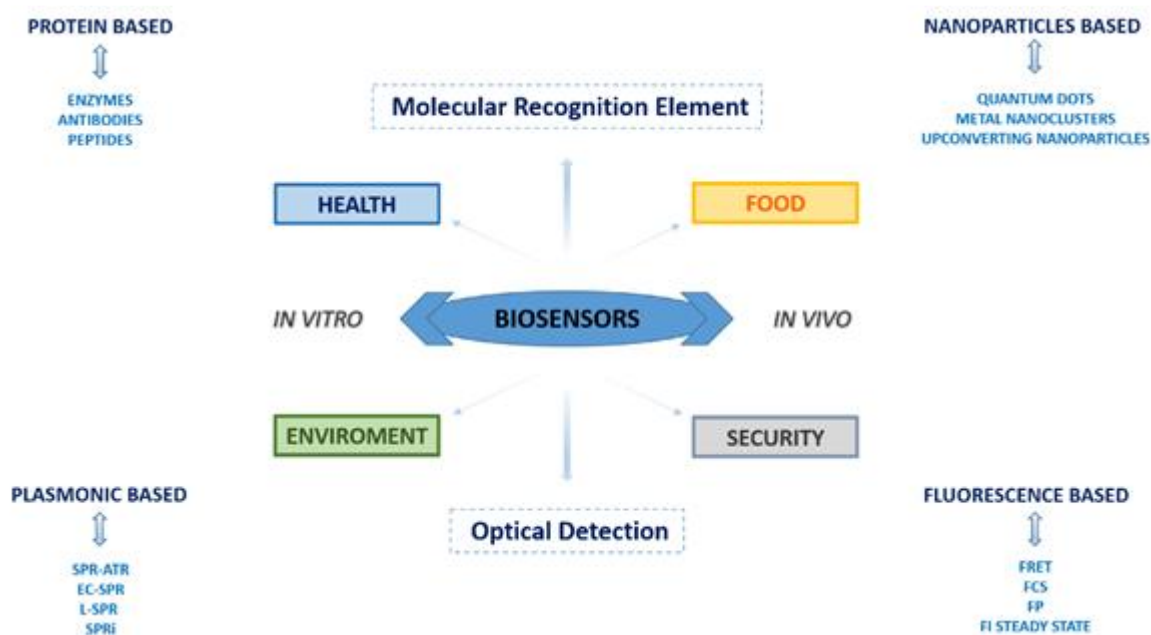 PROTEIN BASED
ENZYMES
ANTIBODIES
PEPTIDES
NANOPARTICLES BASED
QUANTUM DOTS
METAL NANOCLUSTERS
UPCONVERTING NANOPARTICLES
Molecular Recognition Element
HEALTH
FOOD
IN VITRO
BIOSENSORS
IN VIVO
ENVIROMENT
SECURITY
Optical Detection
PLASMONIC BASED
SPR-ATR
EC-SPR
L-SPR
SPRi
FLUORESCENCE BASED
FRET
FCS
FP
FI STEADY STATE